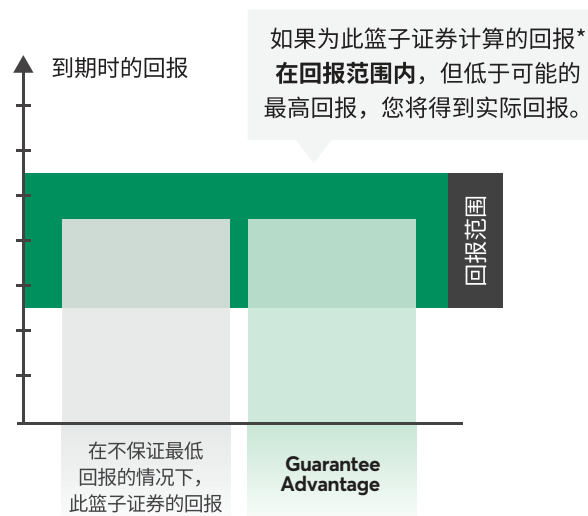 如果为此篮子证券计算的回报*
在回报范围内，但低于可能的
最高回报，您将得到实际回报。
到期时的回报
回报范围
在不保证最低
回报的情况下，
此篮子证券的回报
Guarantee
Advantage